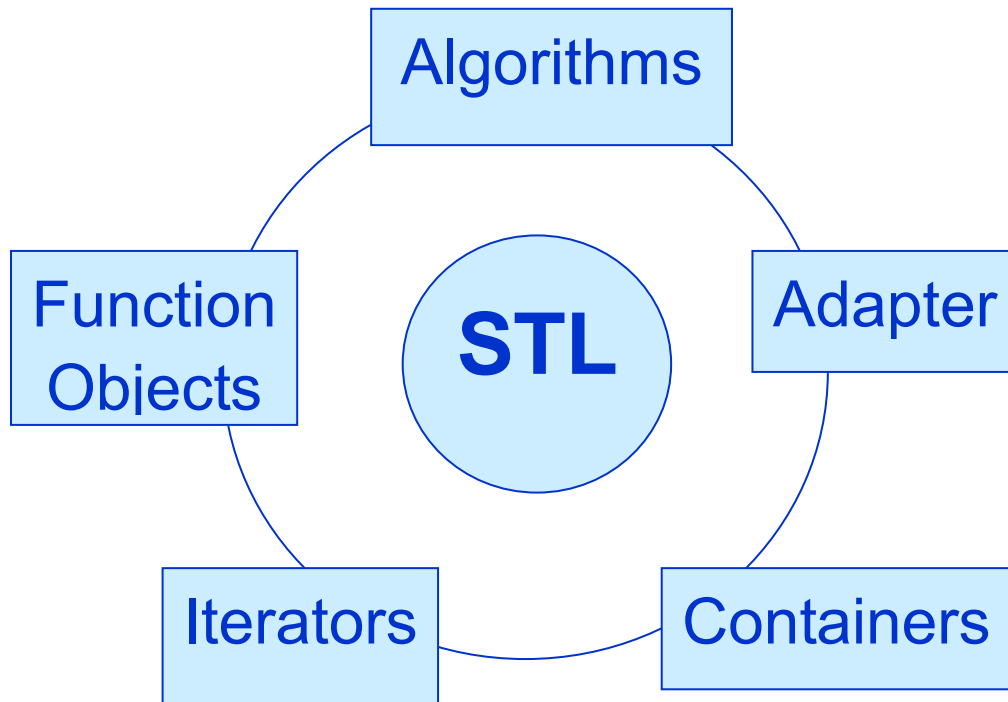 Algorithms
Function
Objects
STL
Adapter
Iterators
Containers